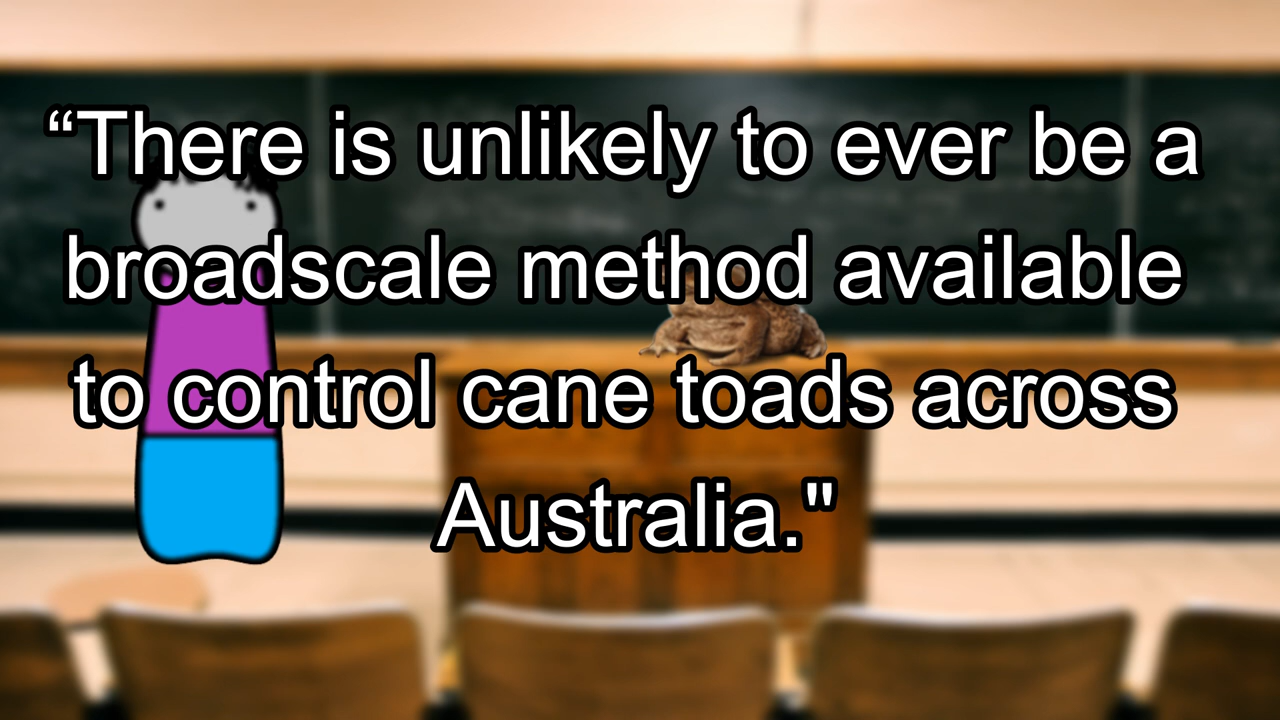 “There is unlikely to ever be a
broadscale method available
to control cane toads across
Australia."